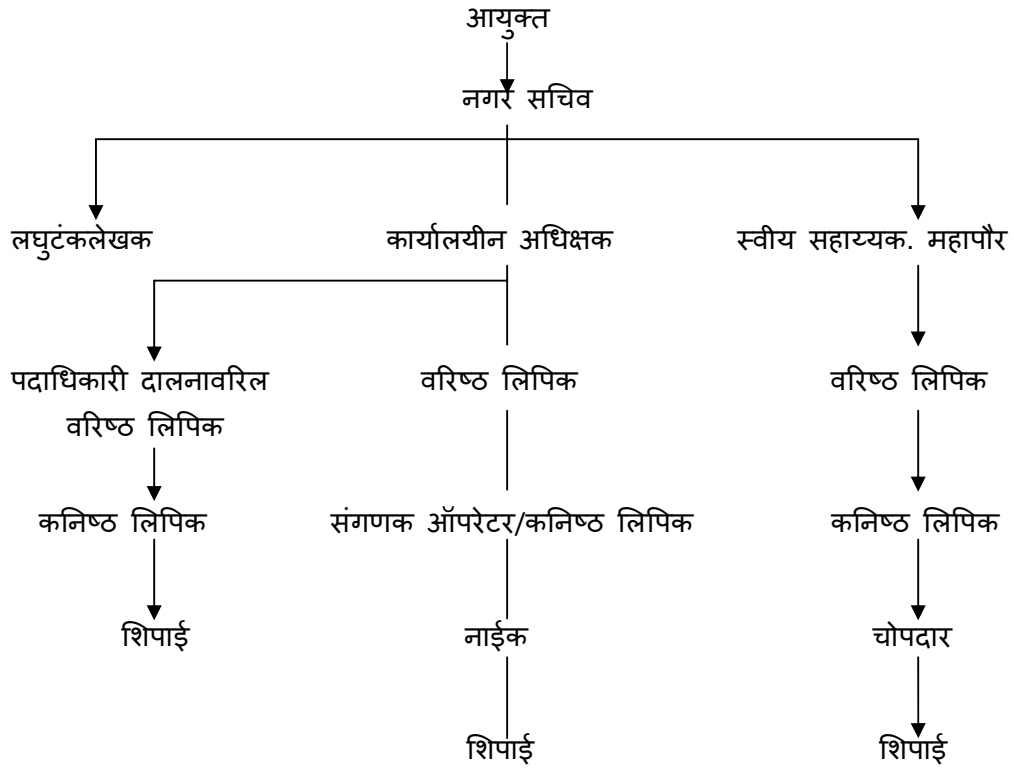 आयुक्त
नगर सचिव
लघुटंकलेखक कार्यालयीन अधिक्षक स्वीय सहाय्यक. महापौर
पदाधिकारी दालनावरिल वरिष्ठ लिपिक वरिष्ठ लिपिक
वरिष्ठ लिपिक
कनिष्ठ लिपिक संगणक ऑपरेटर/कनिष्ठ लिपिक कनिष्ठ लिपिक
शिपाई नाईक चोपदार
शिपाई शिपाई